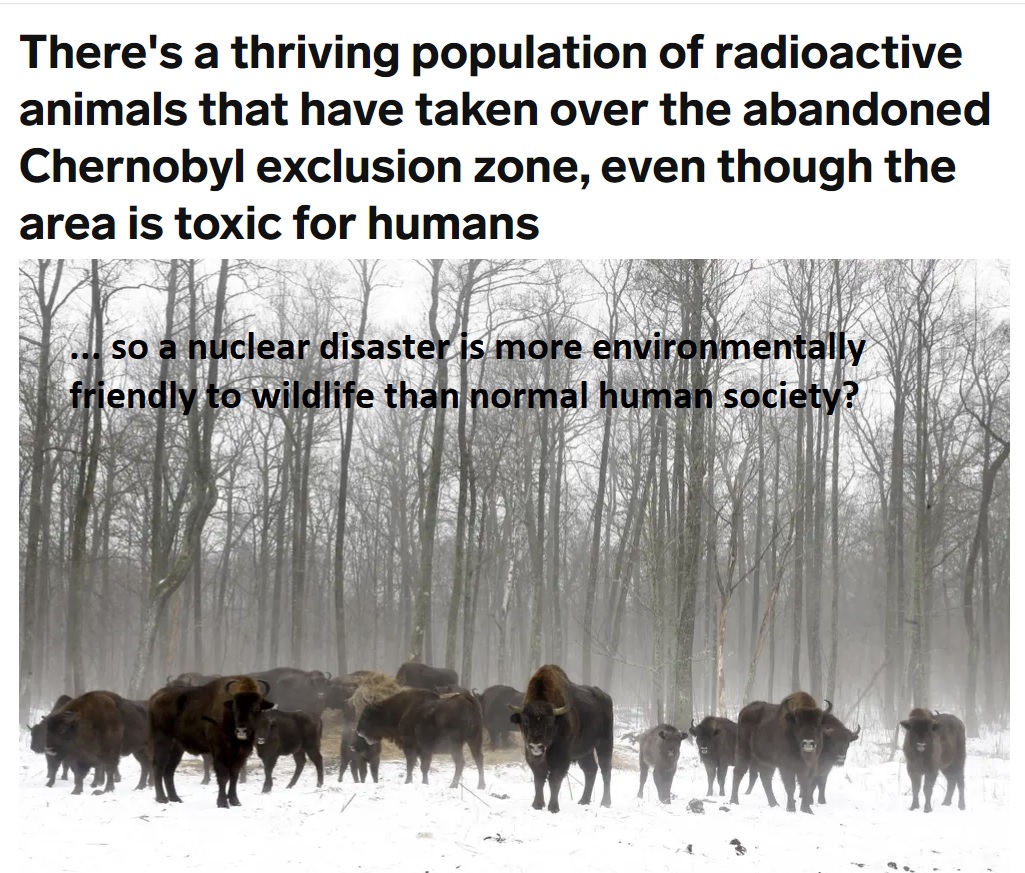 There's a thriving population of radioactive
animals that have taken over the abandoned
Chernobyl exclusion zone, even though the
area is toxic for humans
... so a nuclear disaster is more environmentally
friendly to wildlife than normal human society?